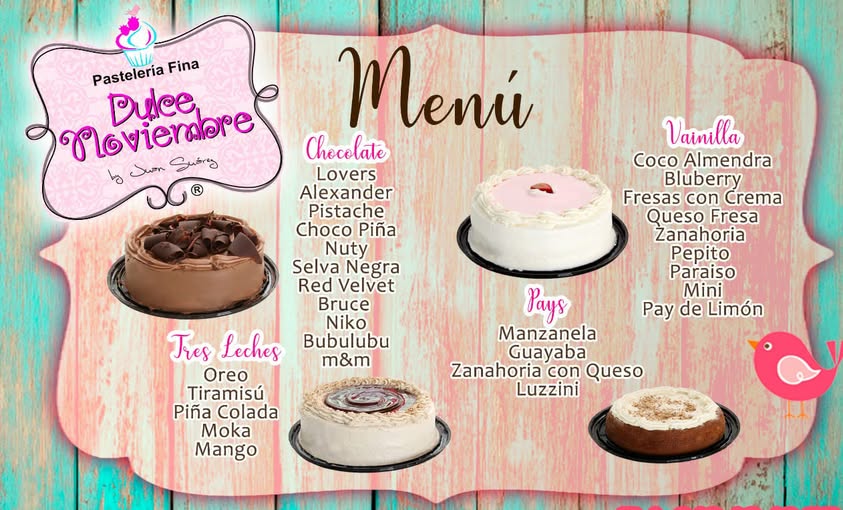 Pastelería Fina
Dulce
Noviembre
by Juan Suárez
®
Menú
Chocolate
Lovers
Alexander
Pistache
Choco Piña
Nuty
Selva Negra
Red Velvet
Bruce
Niko
Bubulubu
m&m
Vainilla
Coco Almendra
Bluberry
Fresas con Crema
Queso Fresa
Zanahoria
Pepito
Paraiso
Mini
Pay de Limón
Pays
Manzanela
Guayaba
Zanahoria con Queso
Luzzini
Tres Leches
Oreo
Tiramisú
Piña Colada
Moka
Mango